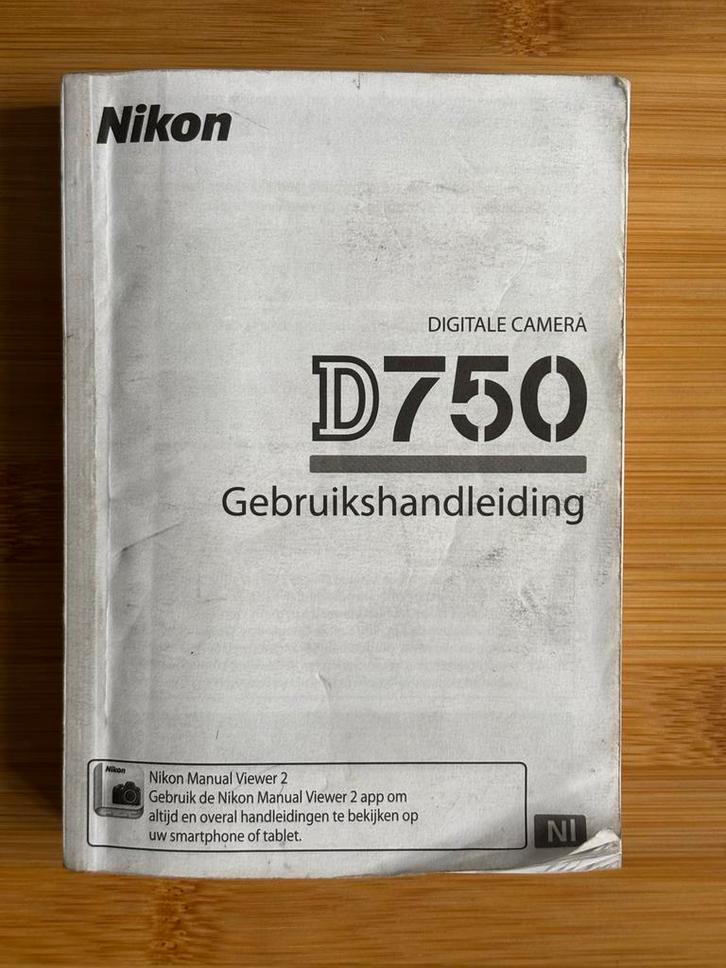 Nikon
DIGITALE CAMERA
D750
Gebruikshandleiding
Nikon
Nikon Manual Viewer 2
Gebruik de Nikon Manual Viewer 2 app om
altijd en overal handleidingen te bekijken op
uw smartphone of tablet.
Nl